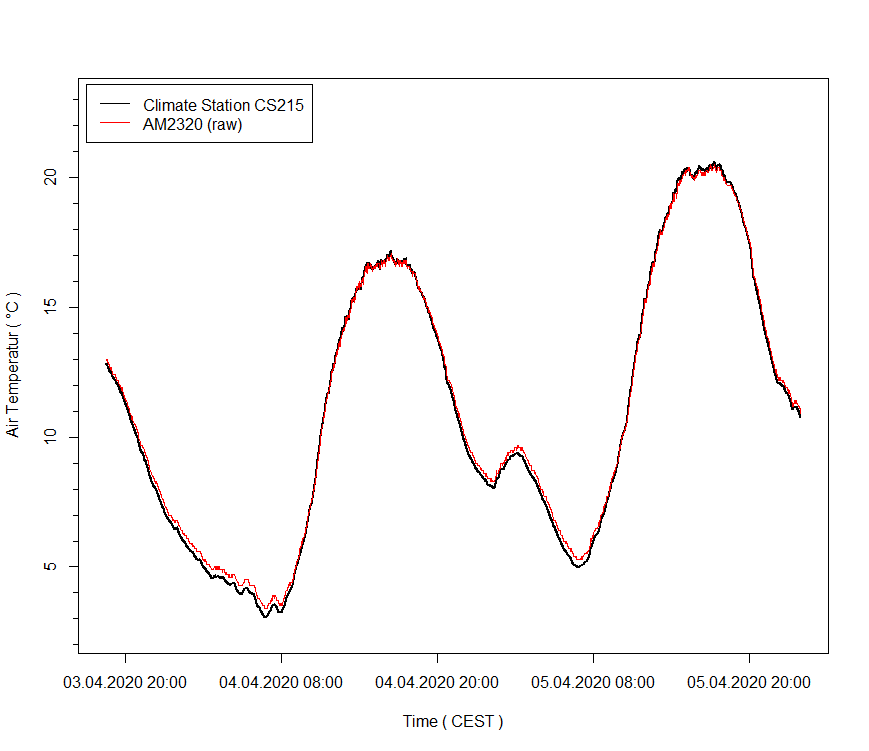 Climate Station CS215
AM2320 (raw)
20
15
10
5
Air Temperatur ( °C )
03.04.2020 20:00
04.04.2020 08:00
04.04.2020 20:00
05.04.2020 08:00
05.04.2020 20:00
Time ( CEST )